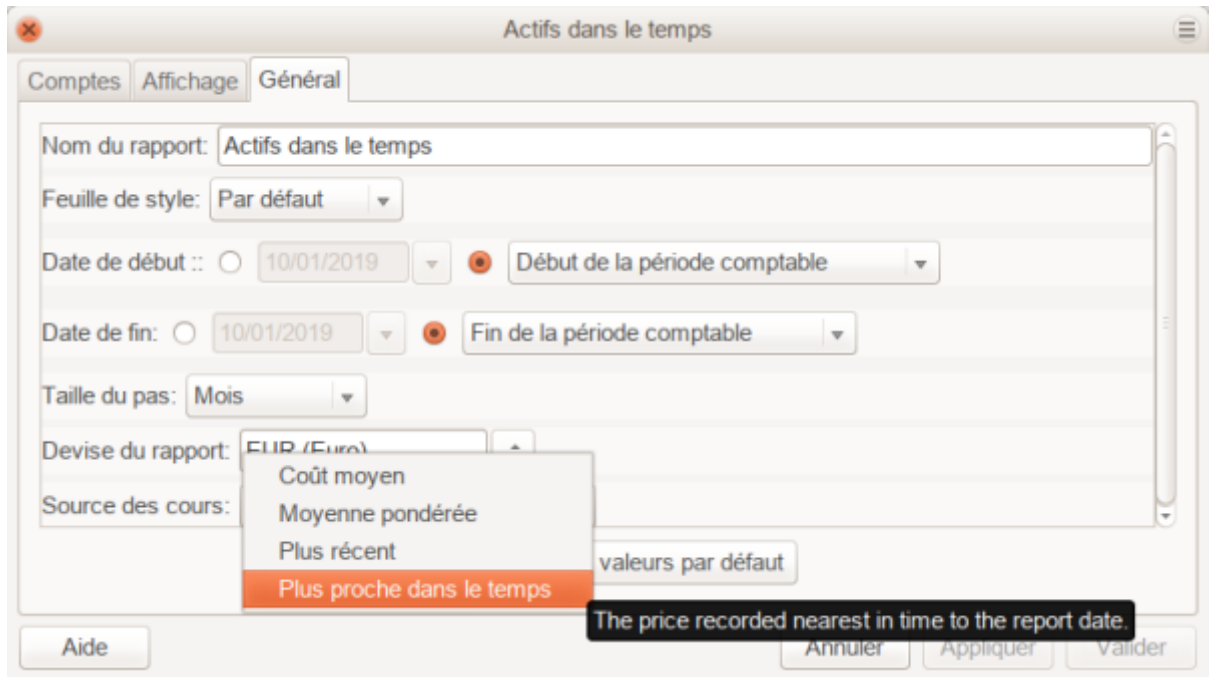 Actifs dans le temps
Comptes Affichage Général
Nom du rapport: Actifs dans le temps
Feuille de style: Par défaut
Date de début :: 10/01/2019 Début de la période comptable
Date de fin: 10/01/2019 Fin de la période comptable
Taille du pas: Mois
Devise du rapport: EUR (Euro)
Source des cours:
Coût moyen
Moyenne pondérée
Plus récent
valeurs par défaut
Plus proche dans le temps
The price recorded nearest in time to the report date.
Aide Annuler Appliquer Valider